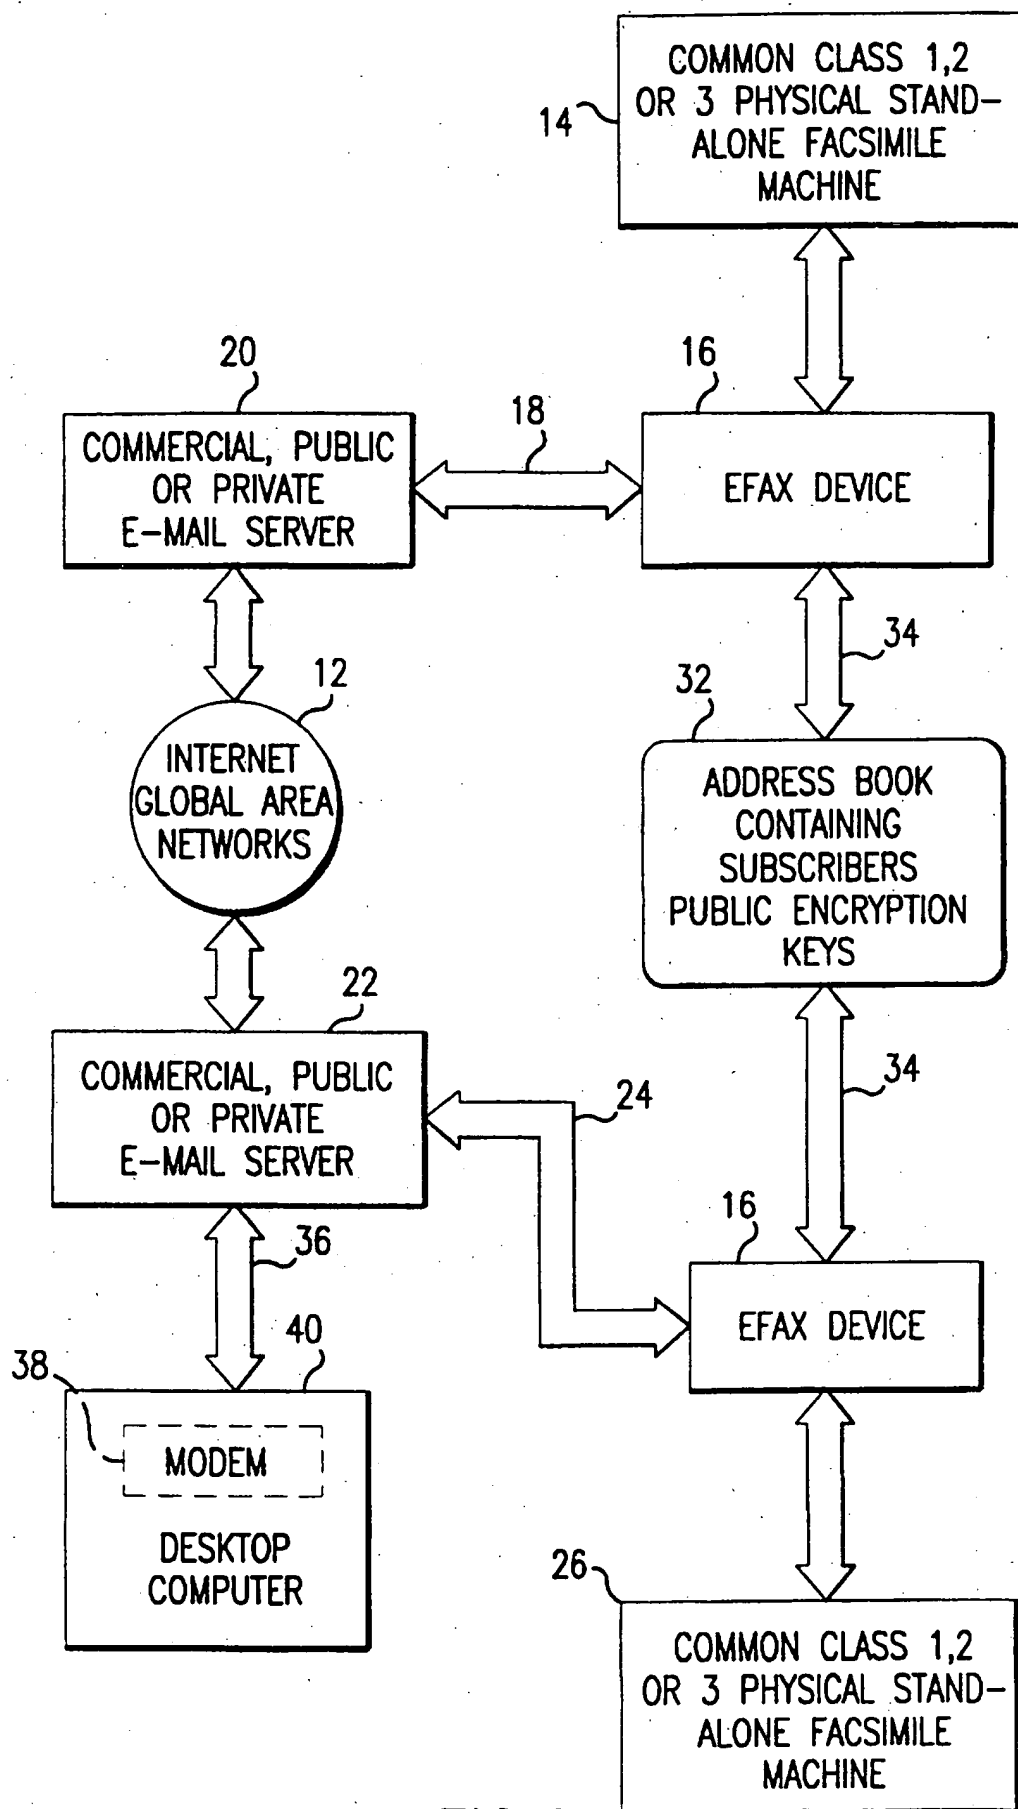 COMMON CLASS 1,2
OR 3 PHYSICAL STAND-
ALONE FACSIMILE
MACHINE
14
20
16
18
COMMERCIAL, PUBLIC
OR PRIVATE
E-MAIL SERVER
EFAX DEVICE
34
12
32
INTERNET
GLOBAL AREA
NETWORKS
ADDRESS BOOK
CONTAINING
SUBSCRIBERS
PUBLIC ENCRYPTION
KEYS
22
34
24
COMMERCIAL, PUBLIC
OR PRIVATE
E-MAIL SERVER
16
36
EFAX DEVICE
40
38
MODEM
DESKTOP
COMPUTER
26
COMMON CLASS 1,2
OR 3 PHYSICAL STAND-
ALONE FACSIMILE
MACHINE